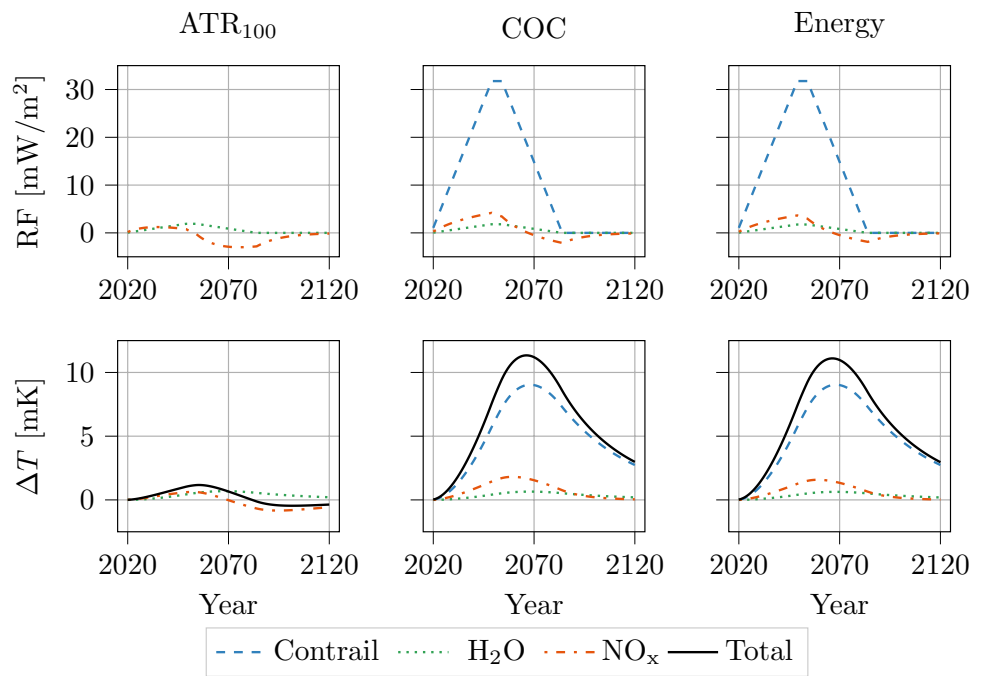 ATR₁₀₀ COC Energy
RF [mW/m²]
30
20
10
0
2020 2070 2120 2020 2070 2120 2020 2070 2120
ΔT [mK]
10
5
0
2020 2070 2120 2020 2070 2120 2020 2070 2120
Year Year Year
Contrail H₂O NOₓ Total